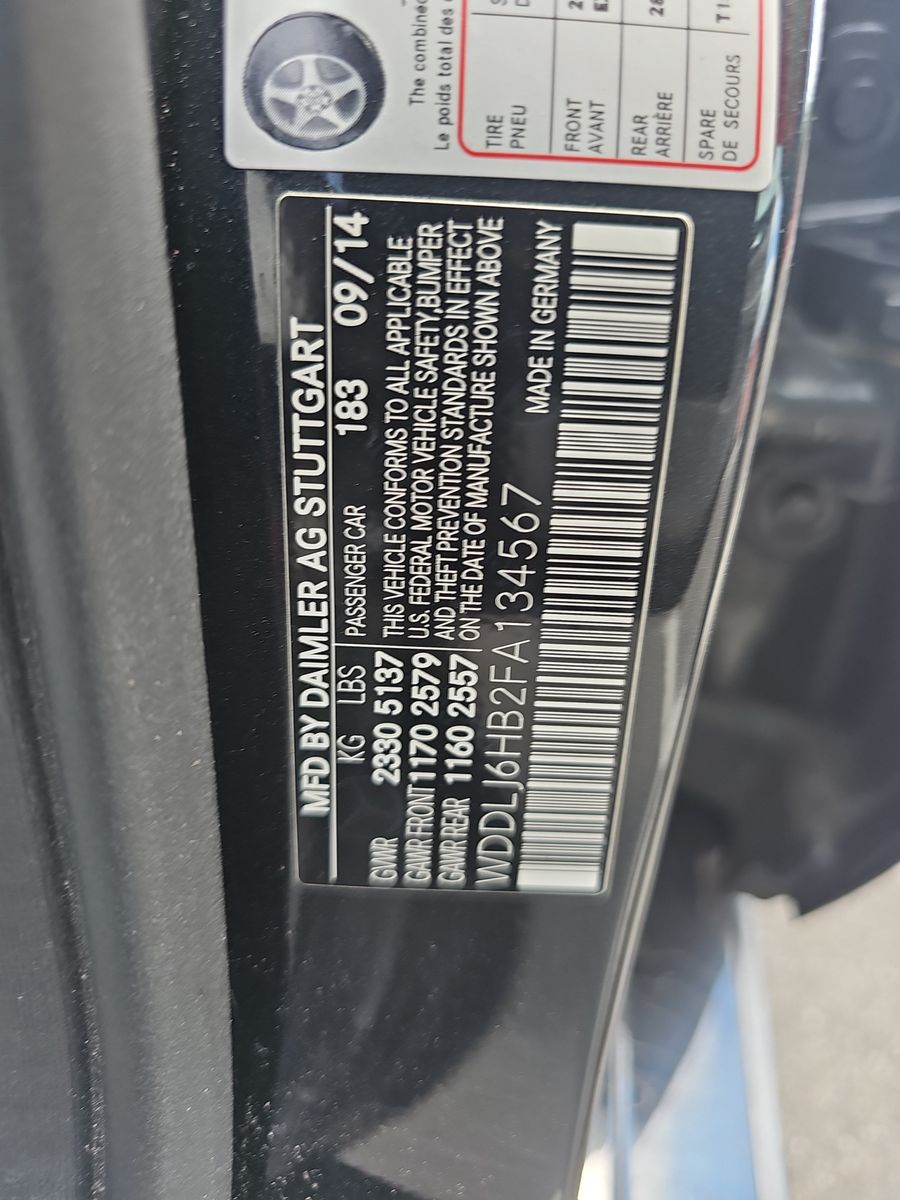 MFD BY DAIMLER AG STUTTGART
KG LBS PASSENGER CAR 183 09/14
GVWR 2330 5137 THIS VEHICLE CONFORMS TO ALL APPLICABLE
GAWR FRONT 1170 2579 U.S. FEDERAL MOTOR VEHICLE SAFETY, BUMPER
GAWR REAR 1160 2557 AND THEFT PREVENTION STANDARDS IN EFFECT
ON THE DATE OF MANUFACTURE SHOWN ABOVE
WDDLJ6HB2FA134567
MADE IN GERMANY
The combined
Le poids total des
TIRE
PNEU
FRONT
AVANT
REAR
ARRIÈRE
SPARE
DE SECOURS